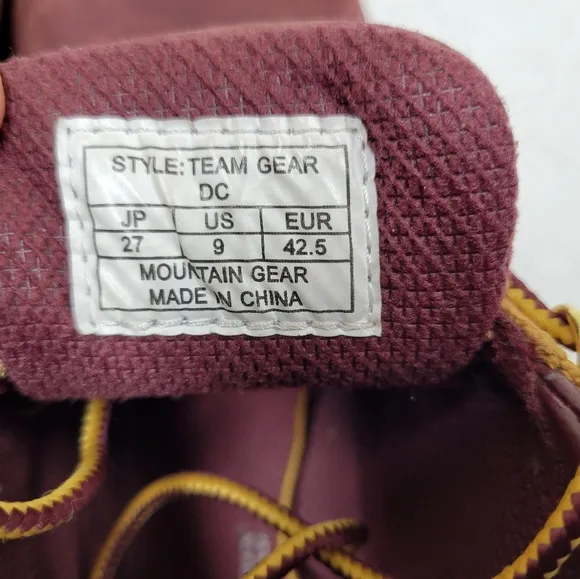 STYLE: TEAM GEAR
DC
JP US EUR
27 9 42.5
MOUNTAIN GEAR
MADE IN CHINA